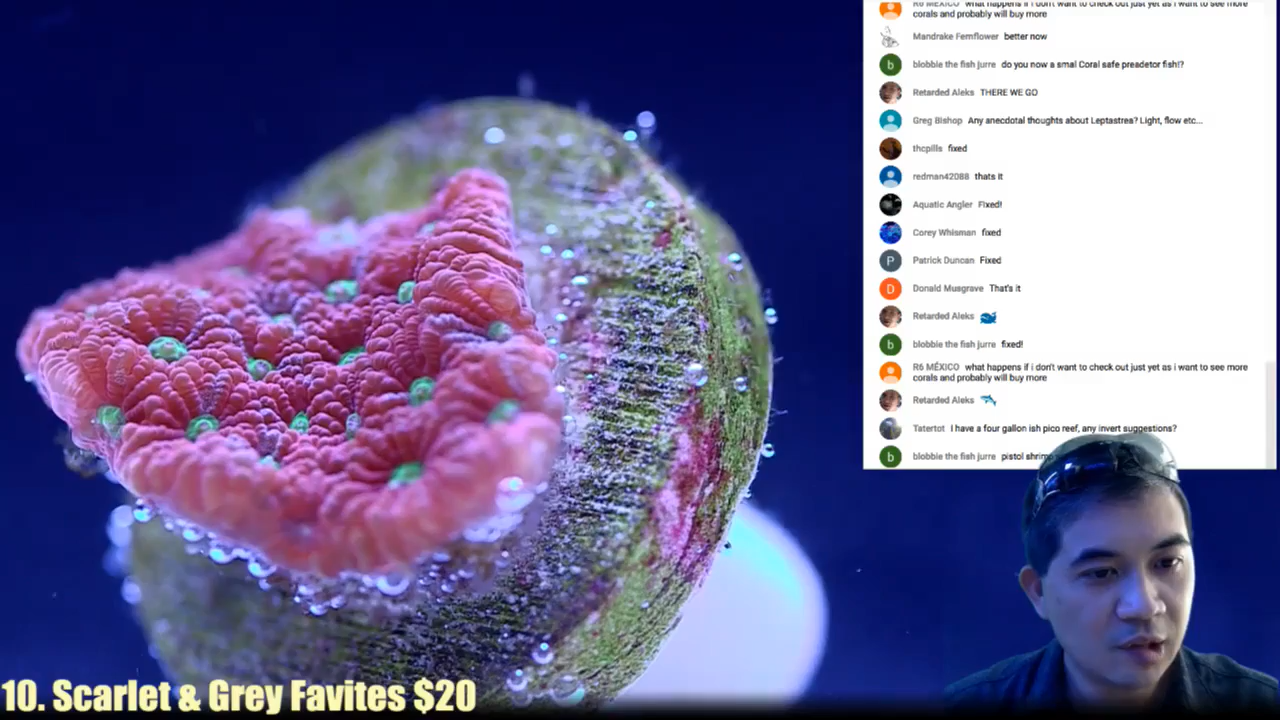 R6 MÉXICO what happens if i don't want to check out just yet as i want to see more
corals and probably will buy more
Mandrake Fernflower better now
blobbie the fish jurre do you now a smal Coral safe preadetor fish!?
Retarded Aleks THERE WE GO
Greg Bishop Any anecdotal thoughts about Leptastrea? Light, flow etc...
thcpills fixed
redman42088 thats it
Aquatic Angler Fixed!
Corey Whisman fixed
P Patrick Duncan Fixed
D Donald Musgrave That's it
Retarded Aleks
b blobbie the fish jurre fixed!
R6 MÉXICO what happens if i don't want to check out just yet as i want to see more
corals and probably will buy more
Retarded Aleks
Tatertot I have a four gallon ish pico reef, any invert suggestions?
b blobbie the fish jurre pistol shrim
10. Scarlet & Grey Favites $20